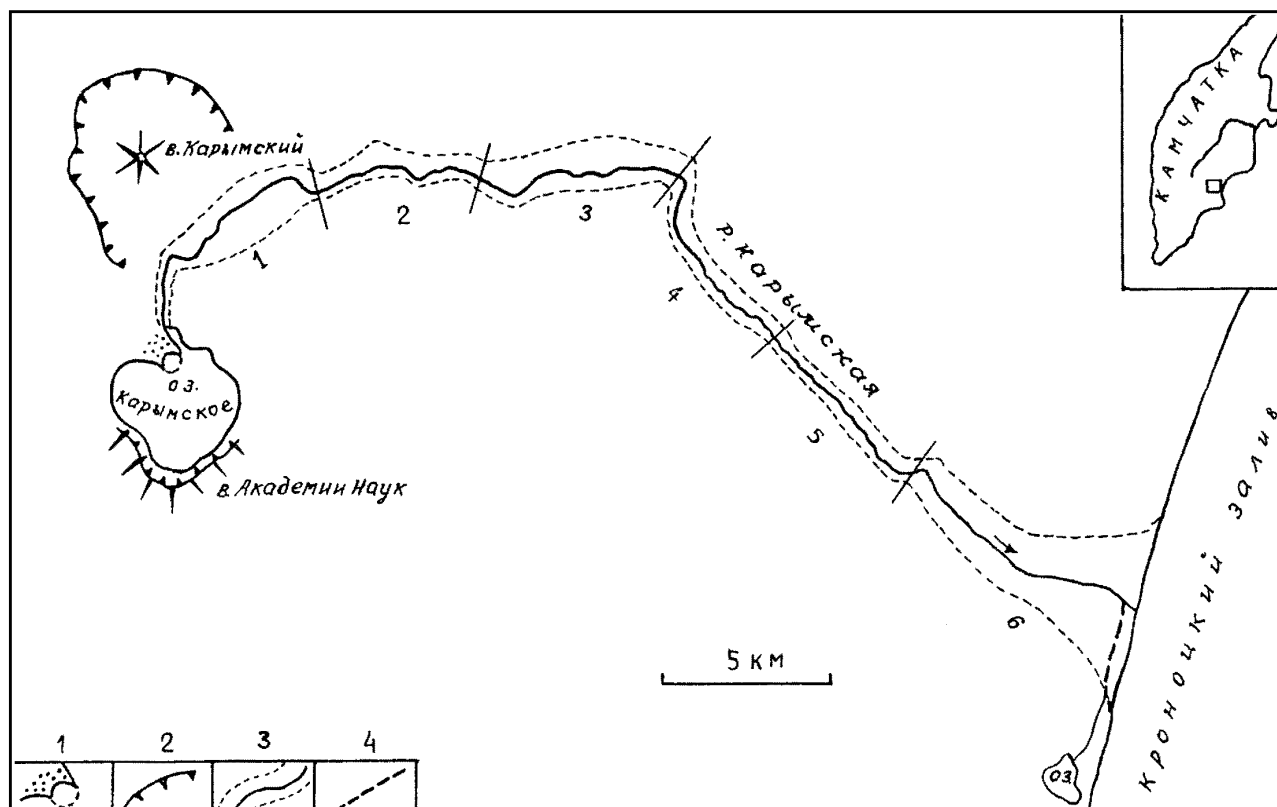 КАМЧАТКА
в. Карымский
1
2
3
р. Карымская
4
оз.
Карымское
5
в. Академии Наук
6
5 км
Кроноцкий залив
оз.
1 2 3 4